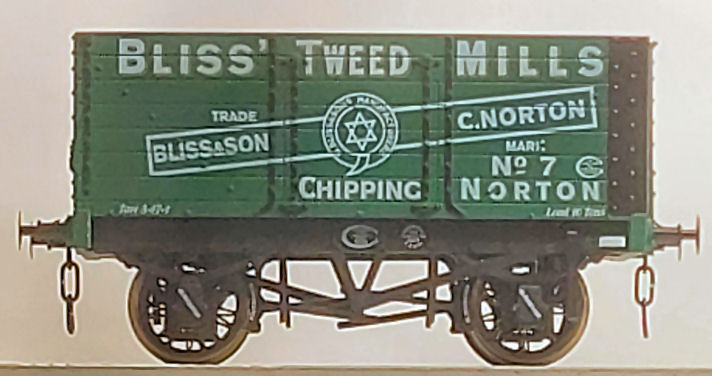 BLISS' TWEED MILLS
TRADE
BLISS&SON
C.NORTON
MARK
Nº 7
CHIPPING NORTON
Load 10 Tons